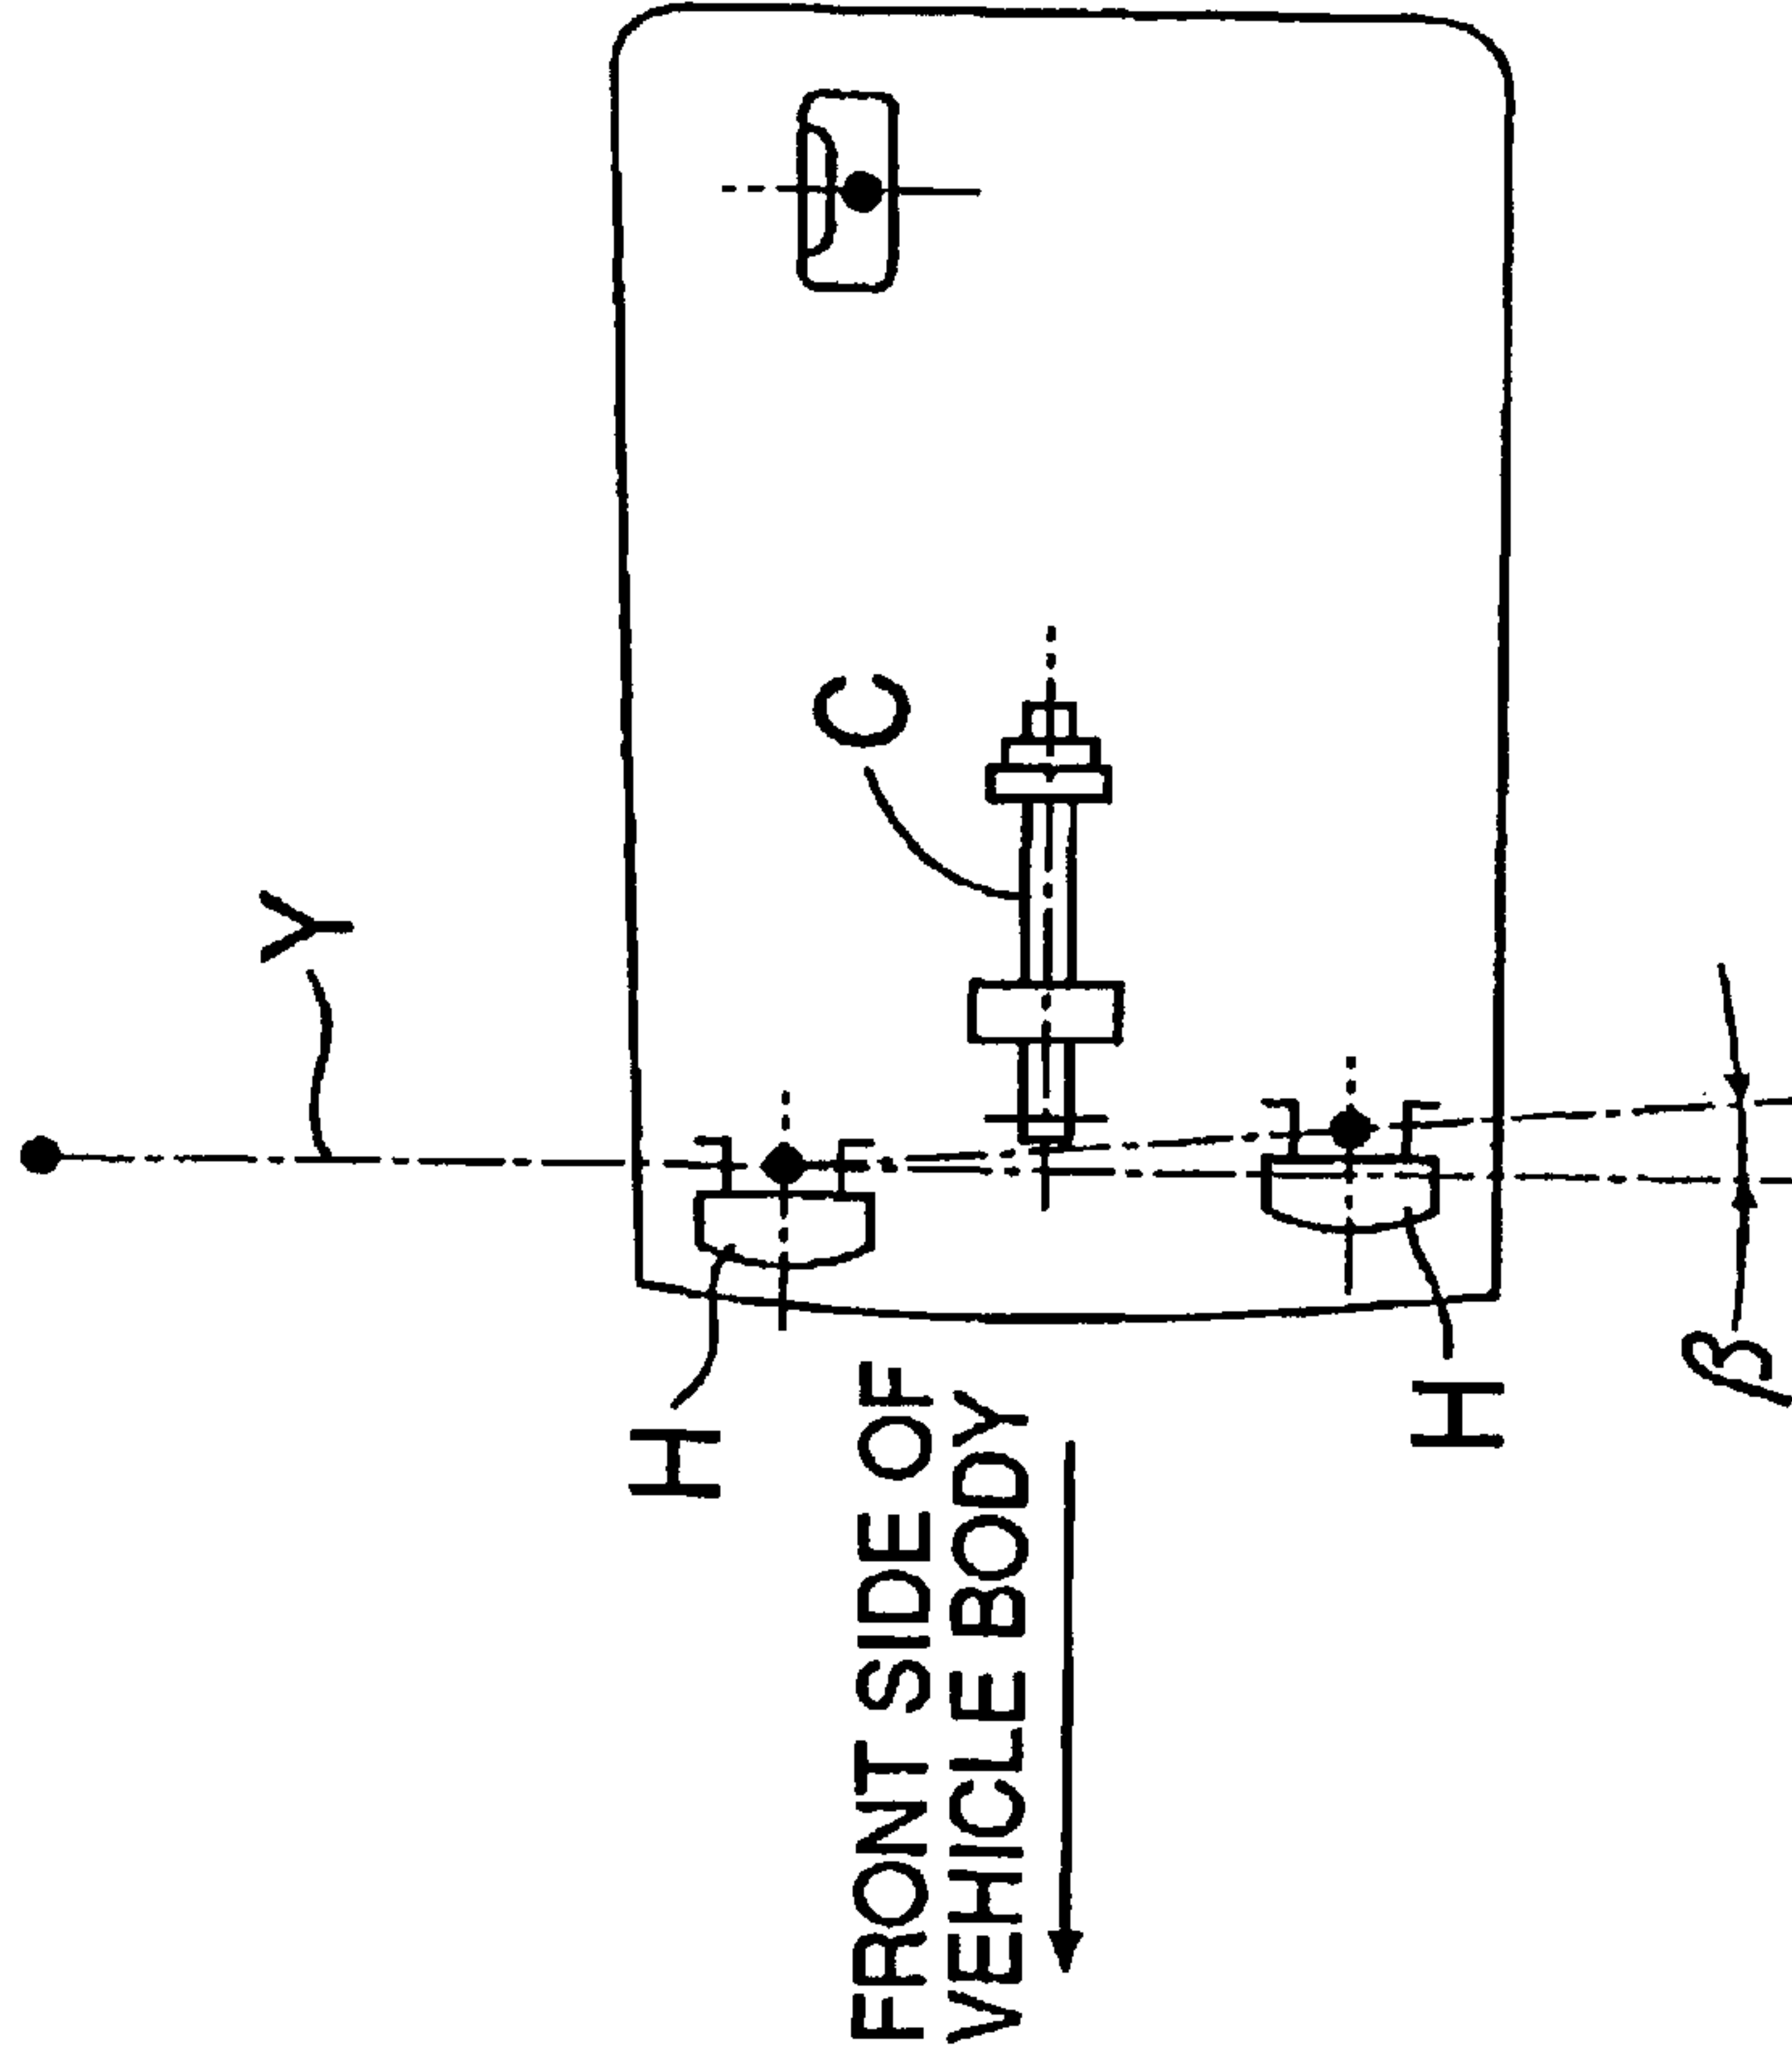 Y
C
H
H
β
FRONT SIDE OF
VEHICLE BODY